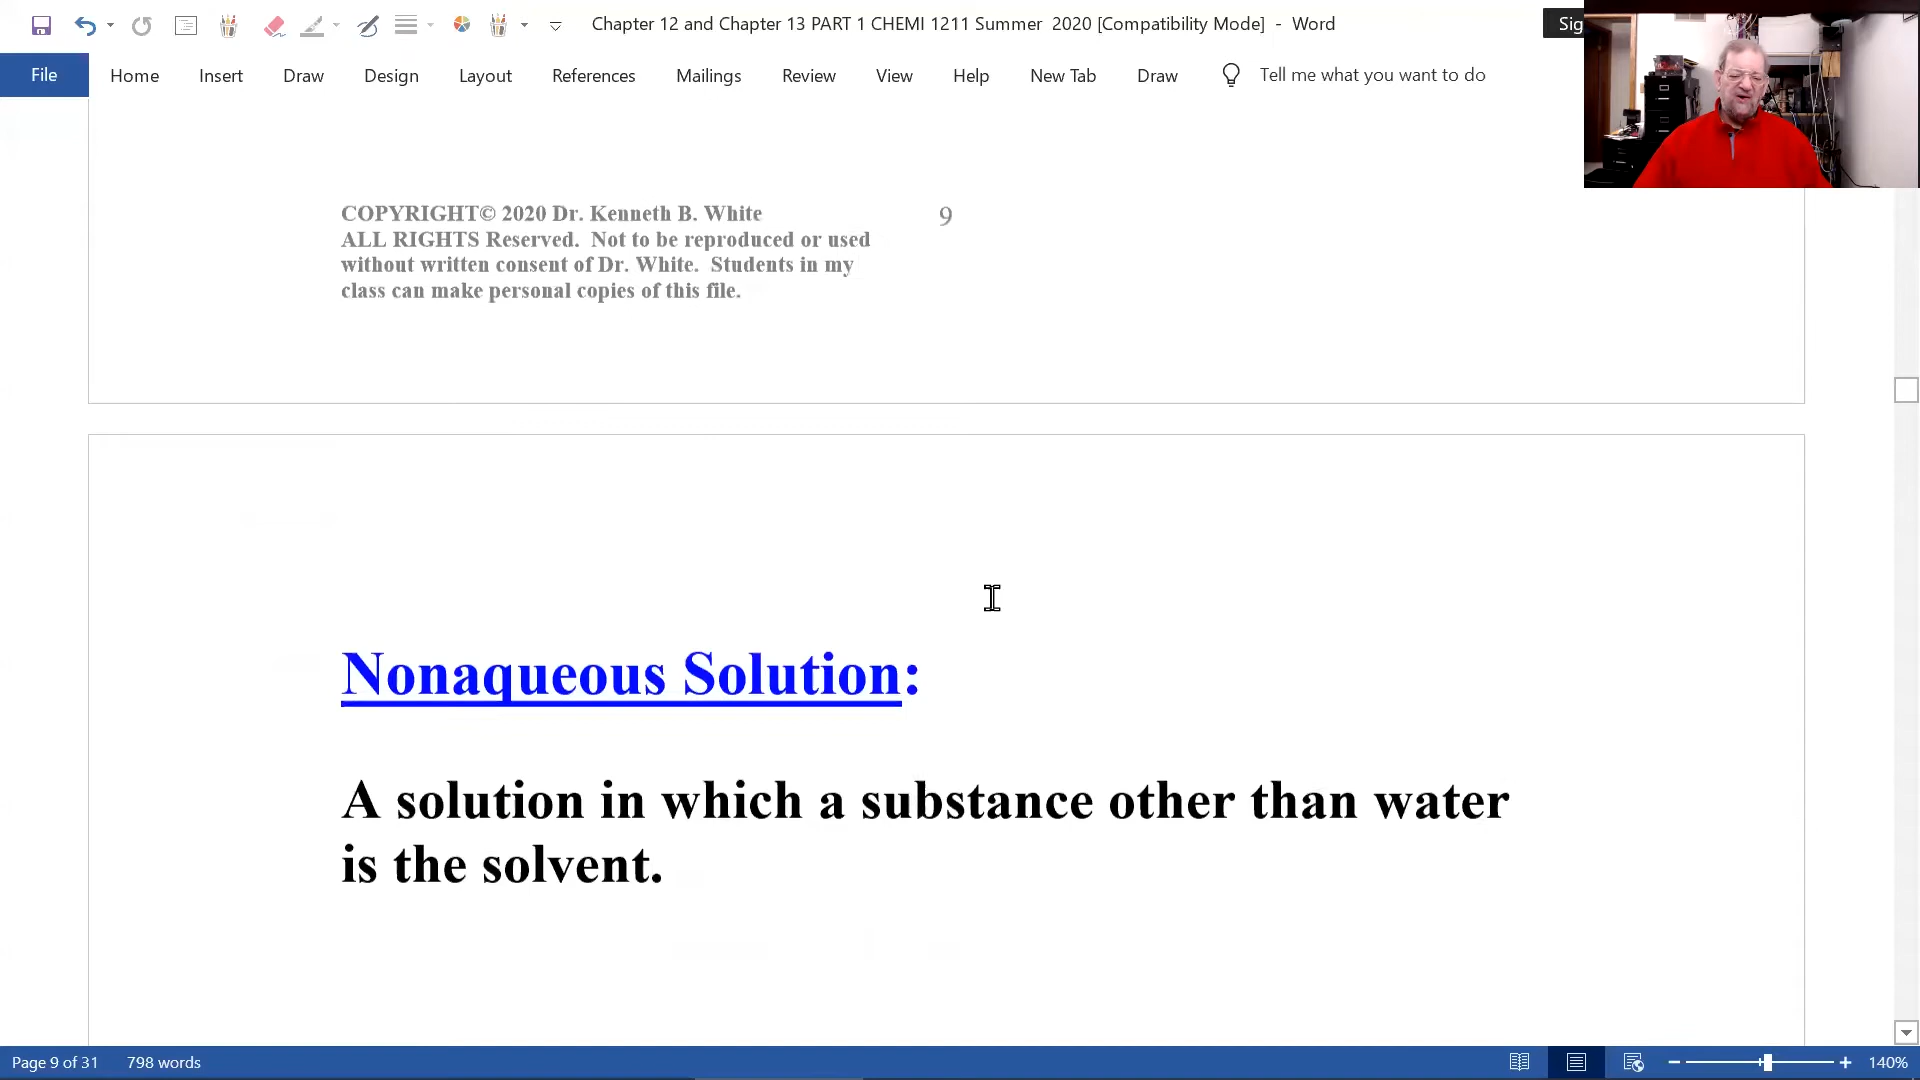 Chapter 12 and Chapter 13 PART 1 CHEMI 1211 Summer  2020 [Compatibility Mode]  -  Word
Sig
File Home Insert Draw Design Layout References Mailings Review View Help New Tab Draw Tell me what you want to do
COPYRIGHT© 2020 Dr. Kenneth B. White 9
ALL RIGHTS Reserved.  Not to be reproduced or used
without written consent of Dr. White.  Students in my
class can make personal copies of this file.
Nonaqueous Solution:
A solution in which a substance other than water
is the solvent.
Page 9 of 31 798 words 140%